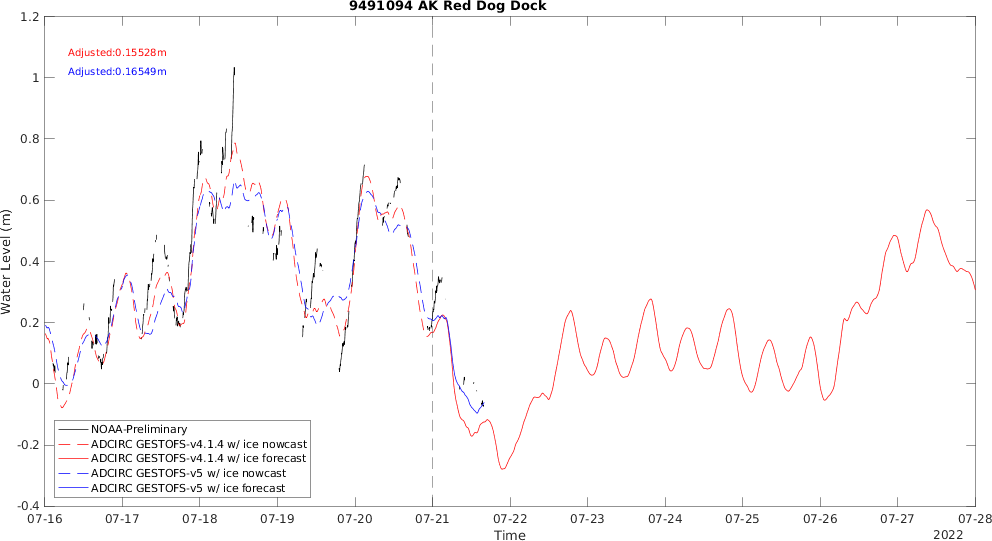 9491094 AK Red Dog Dock
1.2
1
0.8
0.6
0.4
0.2
0
-0.2
-0.4
Water Level (m)
Adjusted:0.15528m
Adjusted:0.16549m
NOAA-Preliminary
ADCIRC GESTOFS-v4.1.4 w/ ice nowcast
ADCIRC GESTOFS-v4.1.4 w/ ice forecast
ADCIRC GESTOFS-v5 w/ ice nowcast
ADCIRC GESTOFS-v5 w/ ice forecast
07-16 07-17 07-18 07-19 07-20 07-21 07-22 07-23 07-24 07-25 07-26 07-27 07-28
Time
2022